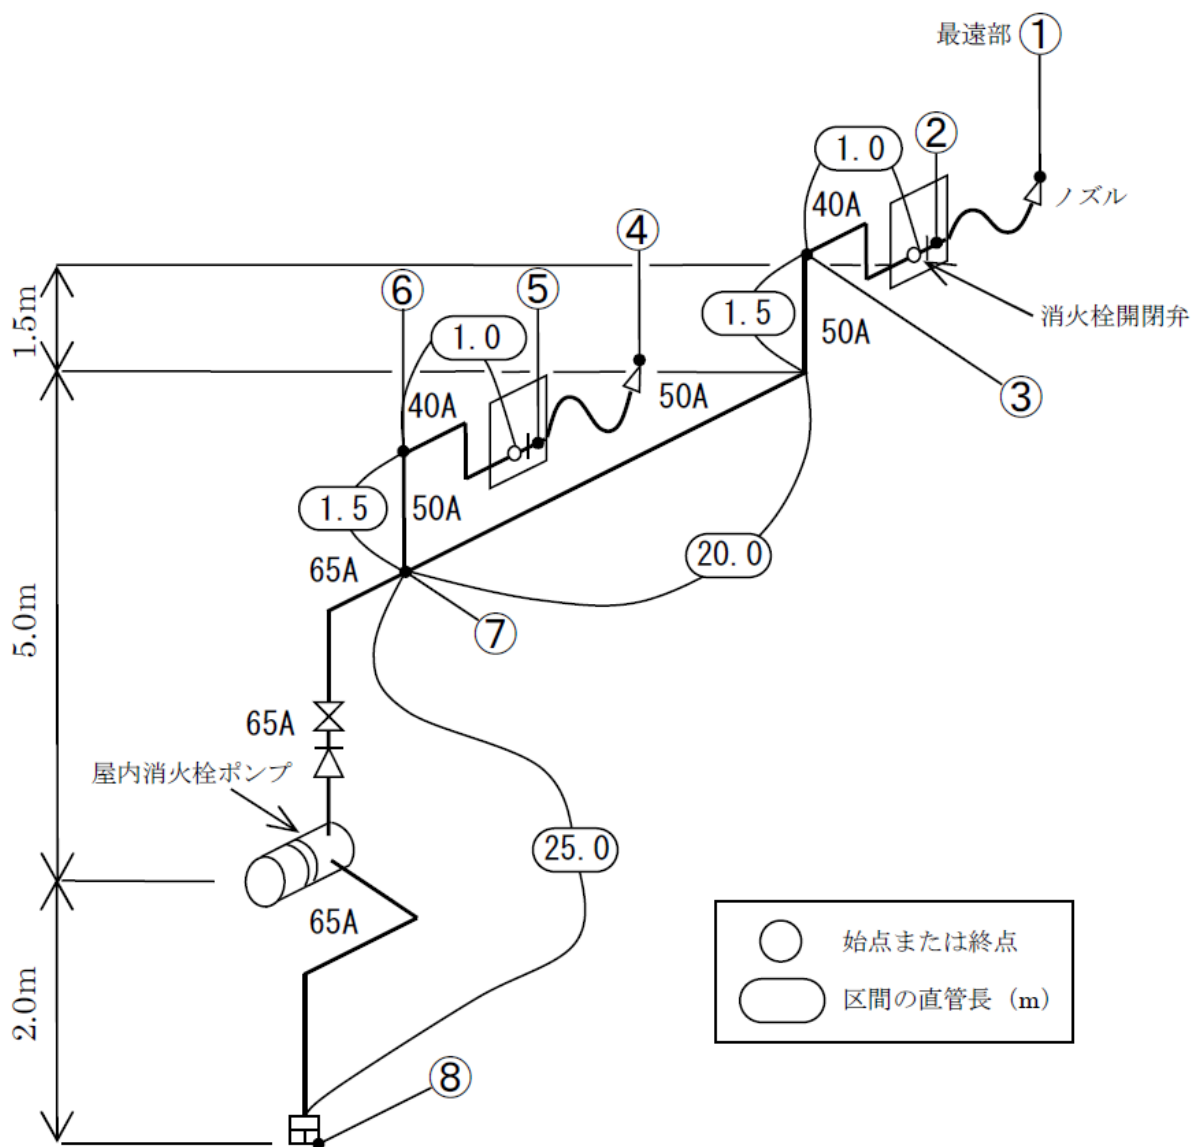 最遠部 ①
②
1.0
40A
ノズル
④
⑥
⑤
1.5m
1.0
1.5
50A
消火栓開閉弁
③
40A
50A
1.5
50A
20.0
65A
⑦
5.0m
65A
屋内消火栓ポンプ
25.0
65A
始点または終点
区間の直管長 (m)
2.0m
⑧